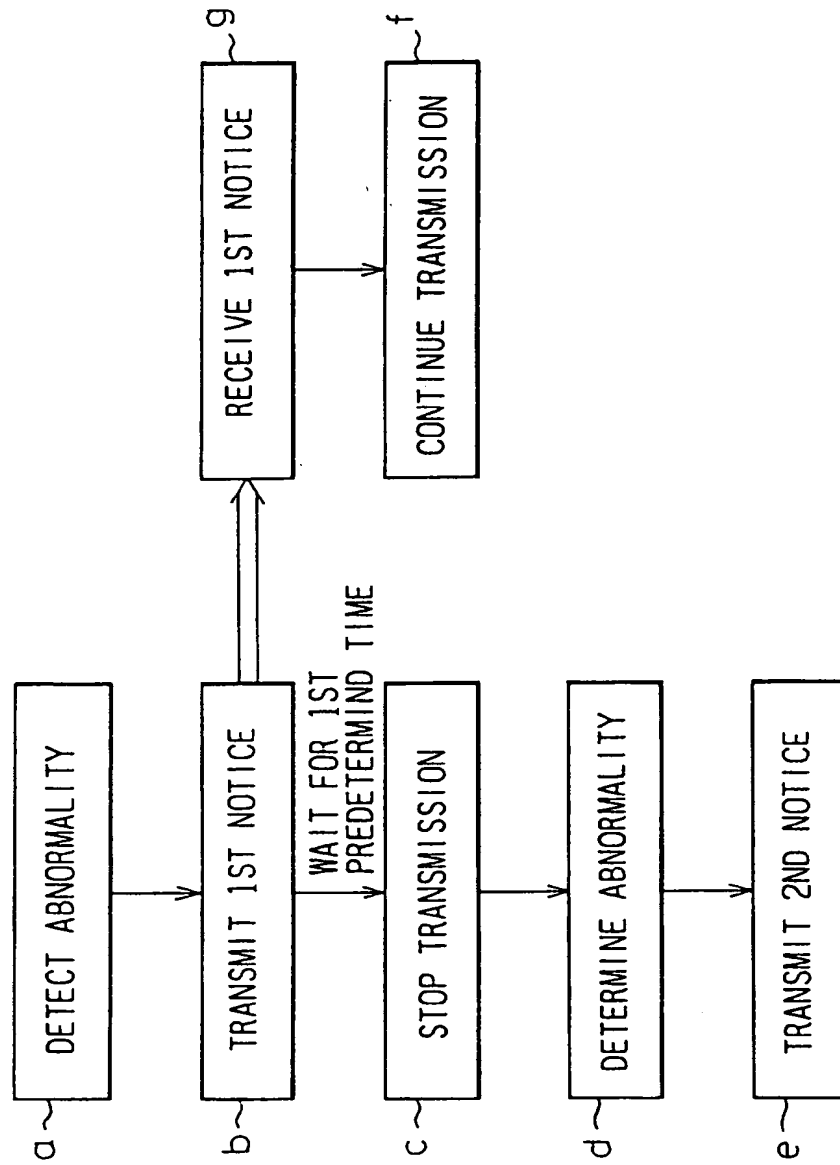 a
DETECT ABNORMALITY
b
TRANSMIT 1ST NOTICE
WAIT FOR 1ST
PREDETERMIND TIME
c
STOP TRANSMISSION
d
DETERMINE ABNORMALITY
e
TRANSMIT 2ND NOTICE
RECEIVE 1ST NOTICE
g
CONTINUE TRANSMISSION
f